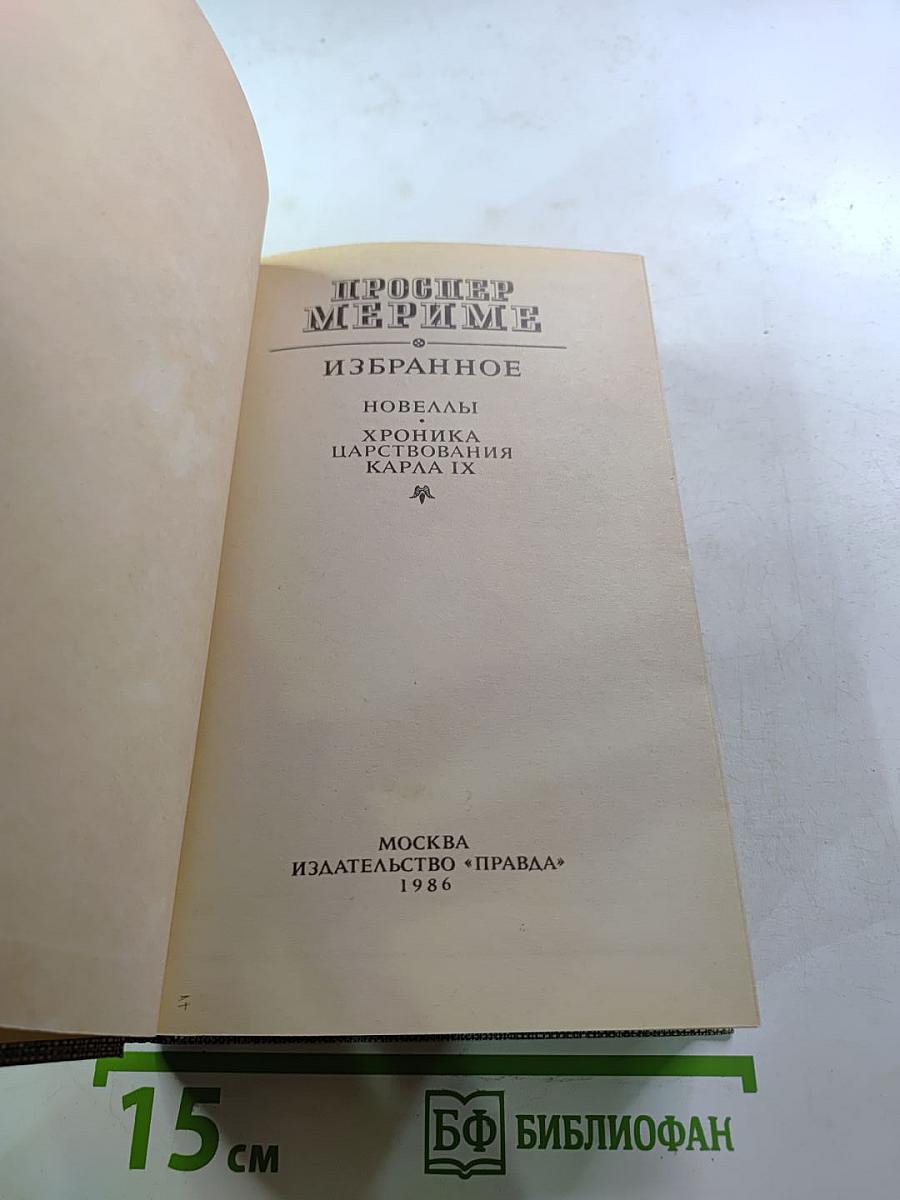 ПРОСПЕР
МЕРИМЕ
ИЗБРАННОЕ
НОВЕЛЛЫ
ХРОНИКА
ЦАРСТВОВАНИЯ
КАРЛА IX
МОСКВА
ИЗДАТЕЛЬСТВО «ПРАВДА»
1986
15 см
БФ БИБЛИОФАН